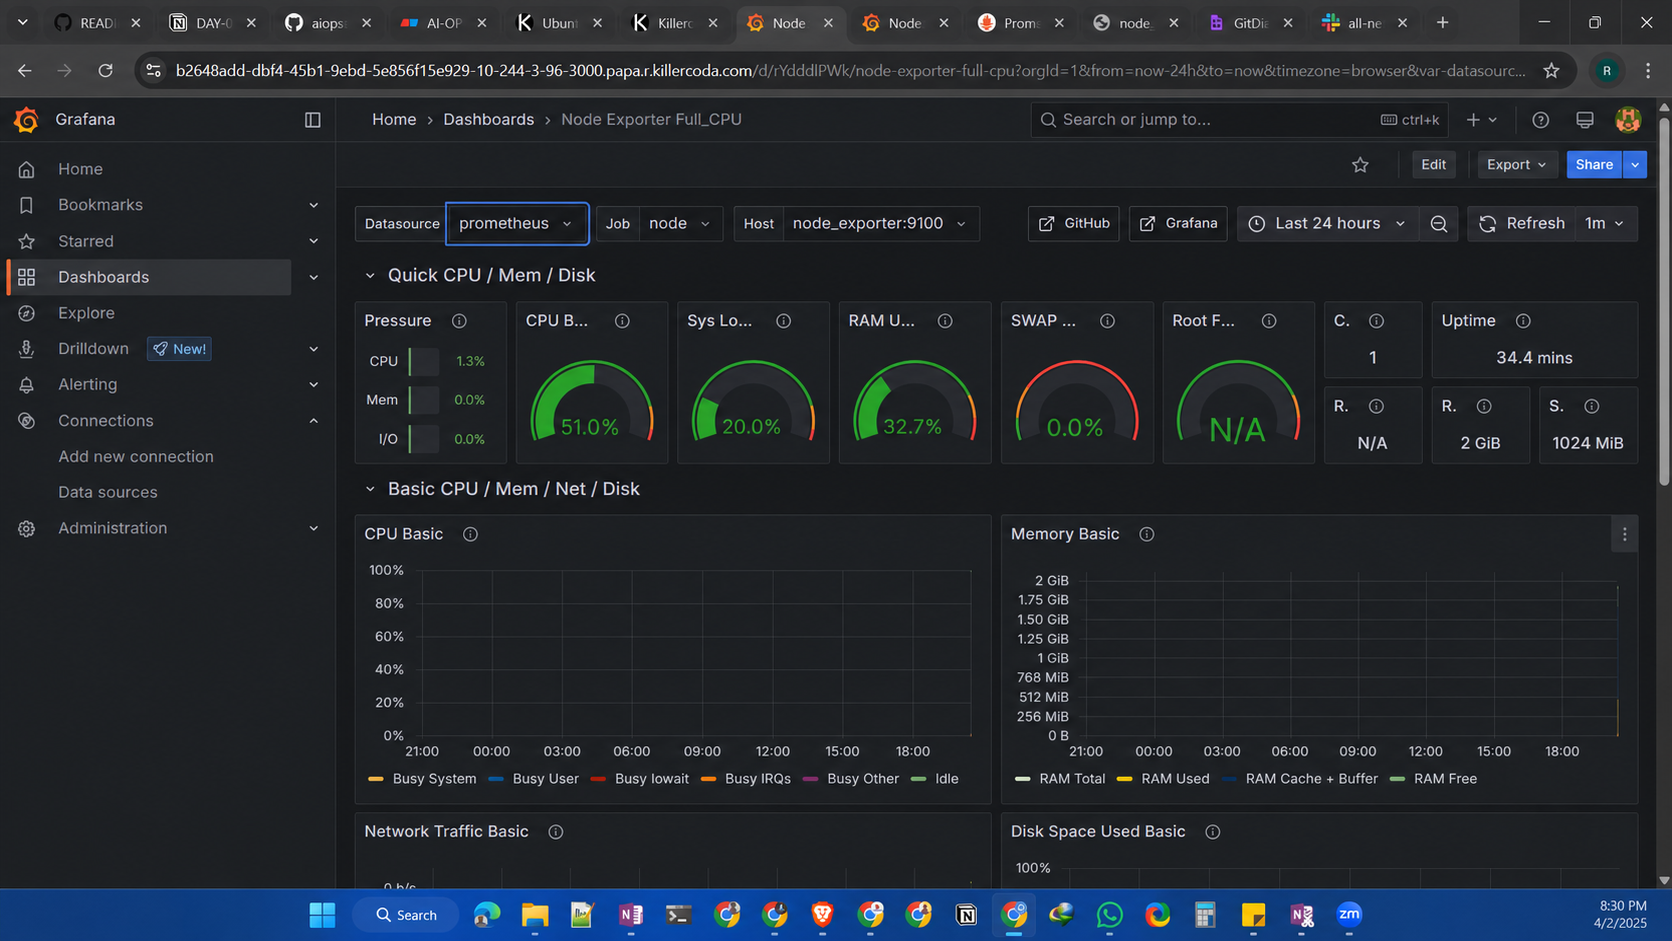 READI
DAY-0
aiops
AI-OP
Ubunt
Killerc
Node
Node
Prome
node_
GitDia
all-ne
b2648add-dbf4-45b1-9ebd-5e856f15e929-10-244-3-96-3000.papa.r.killercoda.com/d/rYdddlPWk/node-exporter-full-cpu?orgId=1&from=now-24h&to=now&timezone=browser&var-datasourc...
R
Grafana
Home › Dashboards › Node Exporter Full_CPU
Search or jump to...
ctrl+k
Edit
Export
Share
Home
Bookmarks
Starred
Dashboards
Explore
Drilldown
New!
Alerting
Connections
Add new connection
Data sources
Administration
Datasource prometheus
Job node
Host node_exporter:9100
GitHub
Grafana
Last 24 hours
Refresh 1m
Quick CPU / Mem / Disk
Pressure
CPU 1.3%
Mem 0.0%
I/O 0.0%
CPU B...
51.0%
Sys Lo...
20.0%
RAM U...
32.7%
SWAP ...
0.0%
Root F...
N/A
C.
1
Uptime
34.4 mins
R.
N/A
R.
2 GiB
S.
1024 MiB
Basic CPU / Mem / Net / Disk
CPU Basic
100%
80%
60%
40%
20%
0%
21:00 00:00 03:00 06:00 09:00 12:00 15:00 18:00
Busy System Busy User Busy Iowait Busy IRQs Busy Other Idle
Memory Basic
2 GiB
1.75 GiB
1.50 GiB
1.25 GiB
1 GiB
768 MiB
512 MiB
256 MiB
0 B
21:00 00:00 03:00 06:00 09:00 12:00 15:00 18:00
RAM Total RAM Used RAM Cache + Buffer RAM Free
Network Traffic Basic
0 b/s
Disk Space Used Basic
100%
Search
zm
8:30 PM
4/2/2025